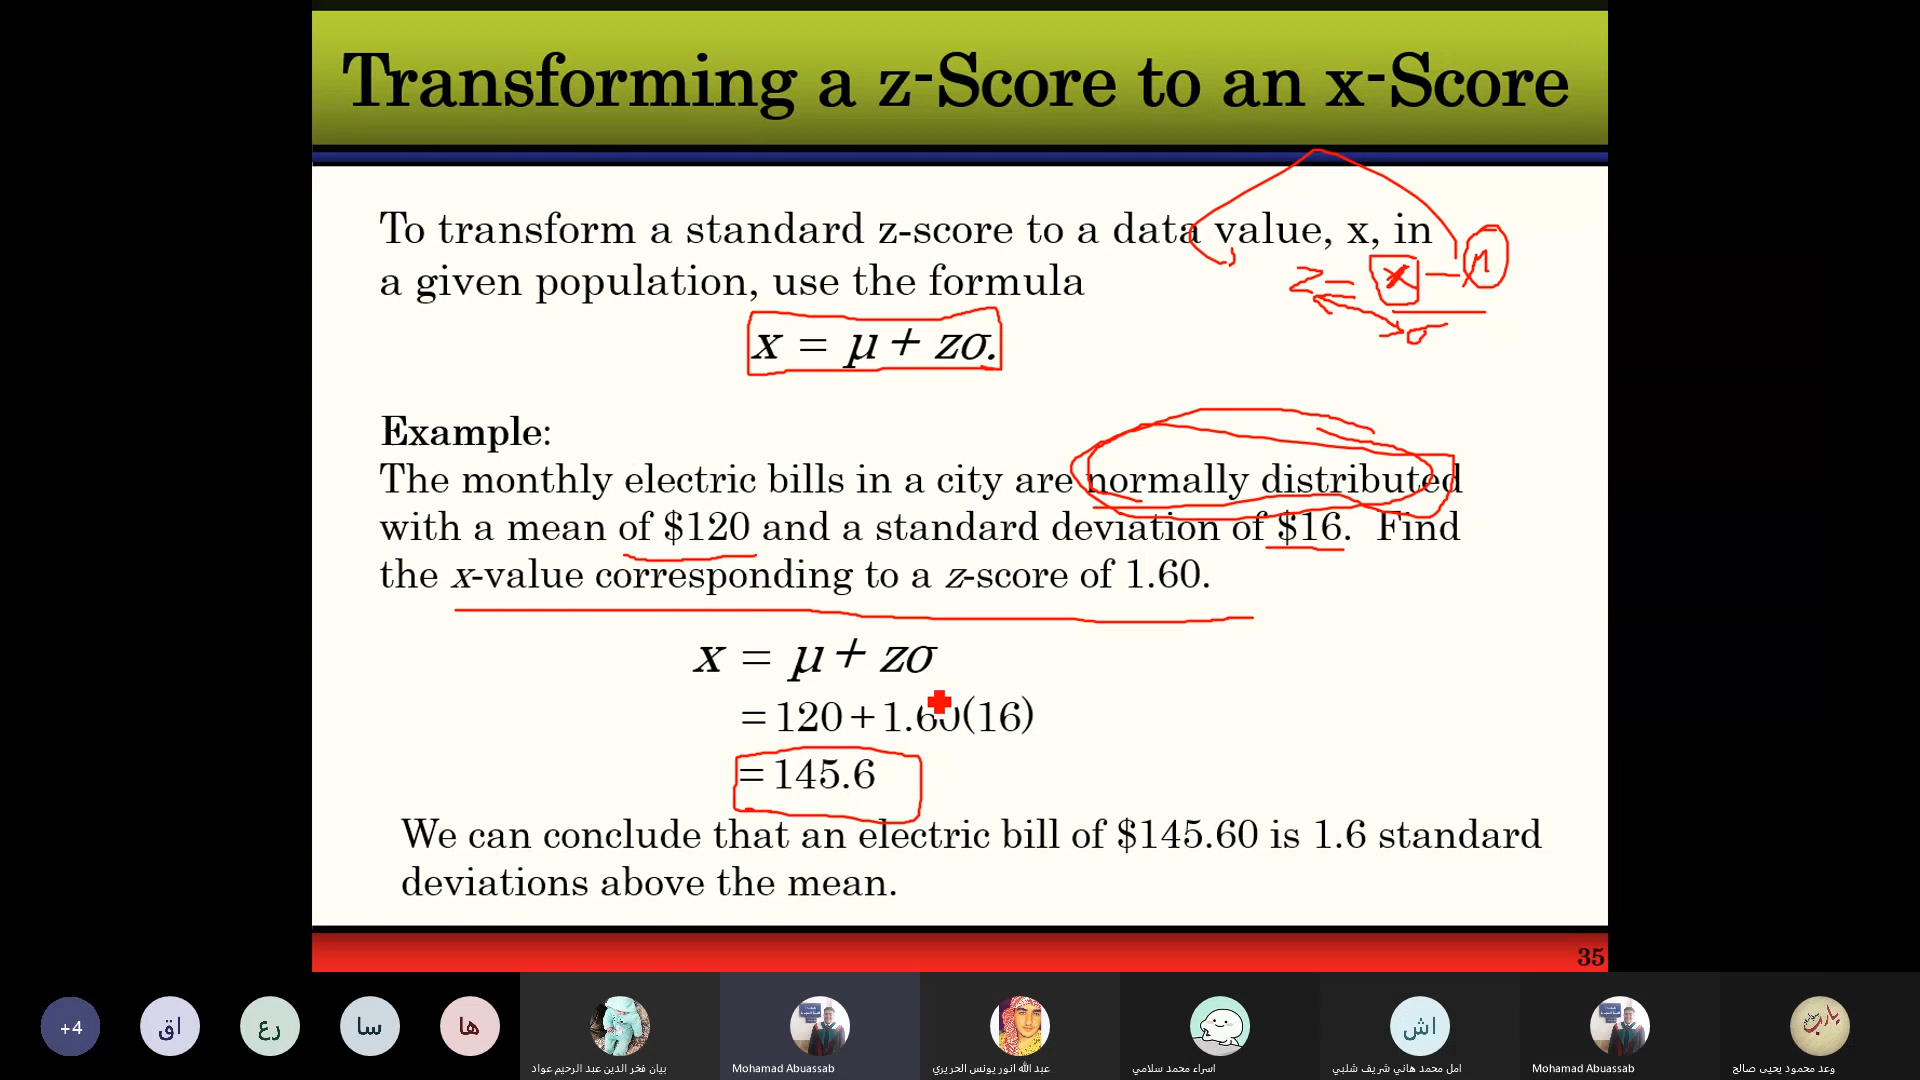 Transforming a z-Score to an x-Score
To transform a standard z-score to a data value, x, in
a given population, use the formula
x = μ + zσ.
z = x − μ
σ
Example:
The monthly electric bills in a city are normally distributed
with a mean of $120 and a standard deviation of $16. Find
the x-value corresponding to a z-score of 1.60.
x = μ + zσ
= 120 + 1.60(16)
= 145.6
We can conclude that an electric bill of $145.60 is 1.6 standard
deviations above the mean.
35
+4
اق
رع
سا
ها
اش
يارب
بيان فخر الدين عبد الرحيم عواد
Mohamad Abuassab
عبد الله انور يونس الحريري
اسراء محمد سلامي
امل محمد هاني شريف شلبي
Mohamad Abuassab
وعد محمود يحيى صالح